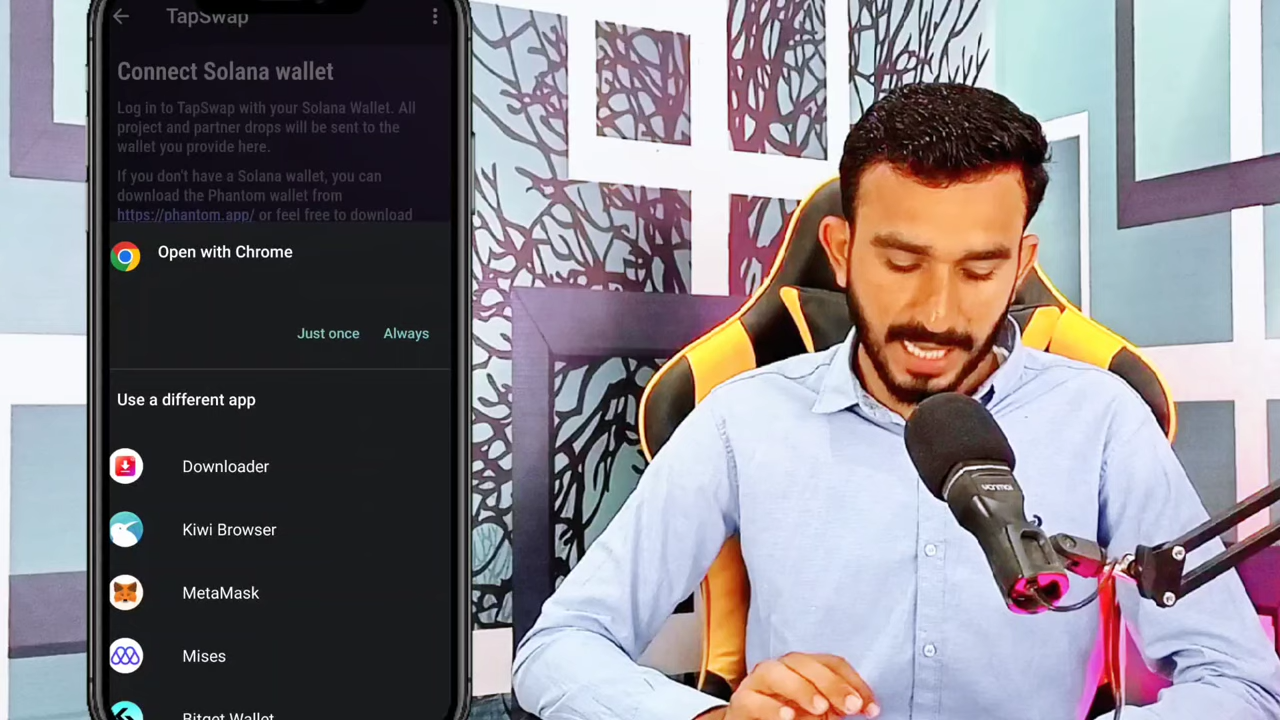 TapSwap
Connect Solana wallet
Log in to TapSwap with your Solana Wallet. All
project and partner drops will be sent to the
wallet you provide here.
If you don't have a Solana wallet, you can
download the Phantom wallet from
https://phantom.app/ or feel free to download
Open with Chrome
Just once
Always
Use a different app
Downloader
Kiwi Browser
MetaMask
Mises
Bitget Wallet